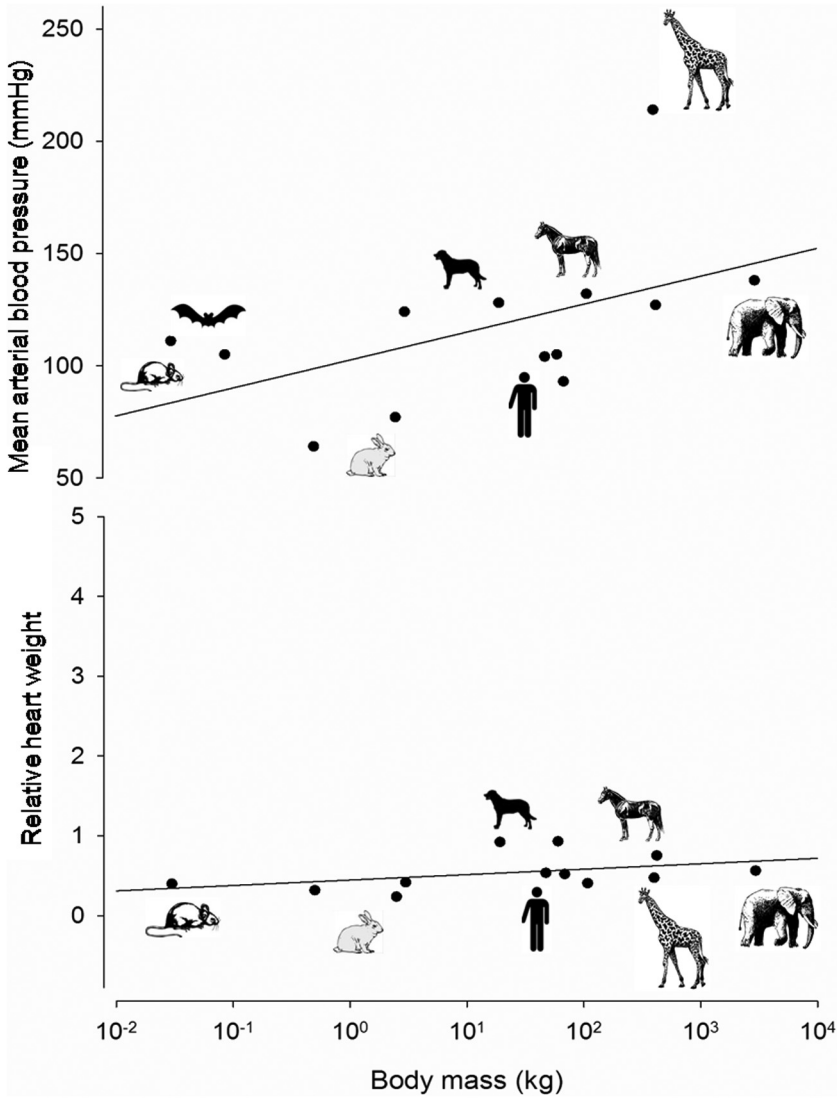 250
200
150
100
50
Mean arterial blood pressure (mmHg)
5
4
3
2
1
0
Relative heart weight
10⁻² 10⁻¹ 10⁰ 10¹ 10² 10³ 10⁴
Body mass (kg)